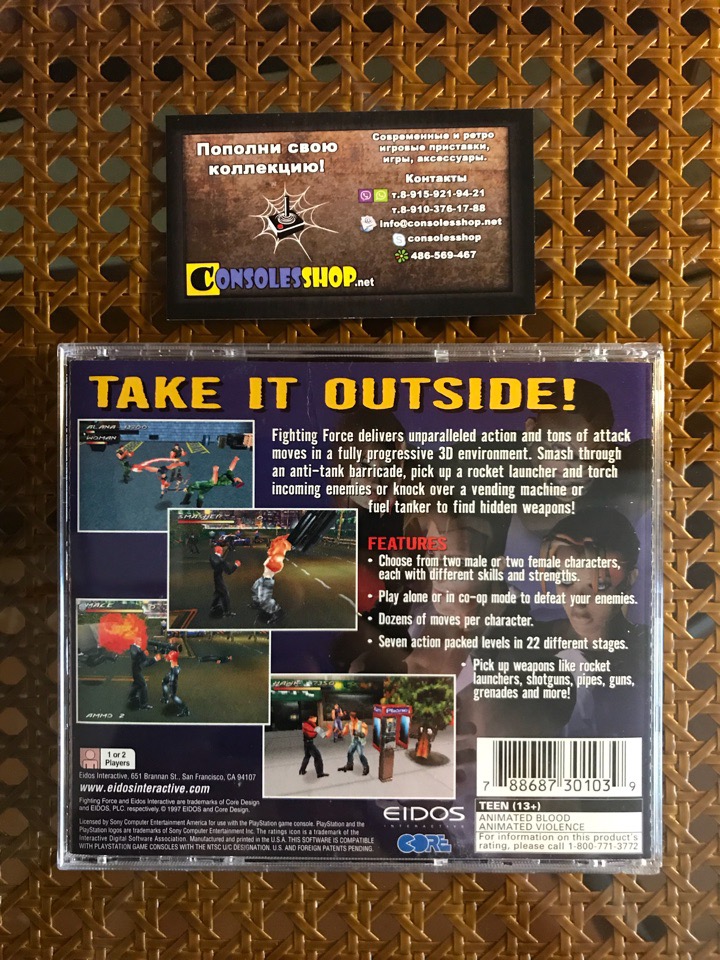 Пополни свою
коллекцию!
Современные и ретро
игровые приставки,
игры, аксессуары.
Контакты
т.8-915-921-94-21
т.8-910-376-17-88
info@consolesshop.net
consolesshop
486-569-467
CONSOLESSHOP.net
TAKE IT OUTSIDE!
ALANA
WOMAN
Fighting Force delivers unparalleled action and tons of attack
moves in a fully progressive 3D environment. Smash through
an anti-tank barricade, pick up a rocket launcher and torch
incoming enemies or knock over a vending machine or
fuel tanker to find hidden weapons!
SMASHER
FEATURES
• Choose from two male or two female characters,
each with different skills and strengths.
• Play alone or in co-op mode to defeat your enemies.
• Dozens of moves per character.
• Seven action packed levels in 22 different stages.
• Pick up weapons like rocket
launchers, shotguns, pipes, guns,
grenades and more!
MACE
AMMO 2
Phone
1 or 2
Players
Eidos Interactive, 651 Brannan St., San Francisco, CA 94107
www.eidosinteractive.com
Fighting Force and Eidos Interactive are trademarks of Core Design
and EIDOS, PLC. respectively. © 1997 EIDOS and Core Design.
Licensed by Sony Computer Entertainment America for use with the PlayStation game console. PlayStation and the
PlayStation logos are trademarks of Sony Computer Entertainment Inc. The ratings icon is a trademark of the
Interactive Digital Software Association. Manufactured and printed in the U.S.A. THIS SOFTWARE IS COMPATIBLE
WITH PLAYSTATION GAME CONSOLES WITH THE NTSC U/C DESIGNATION. U.S. AND FOREIGN PATENTS PENDING.
EIDOS
INTERACTIVE
CORE
7 88687 30103 9
TEEN (13+)
ANIMATED BLOOD
ANIMATED VIOLENCE
For information on this product's
rating, please call 1-800-771-3772